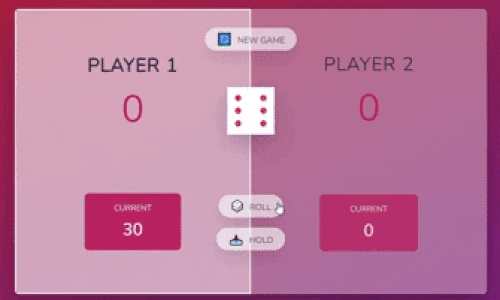 NEW GAME
PLAYER 1
0
PLAYER 2
0
CURRENT
30
ROLL
HOLD
CURRENT
0